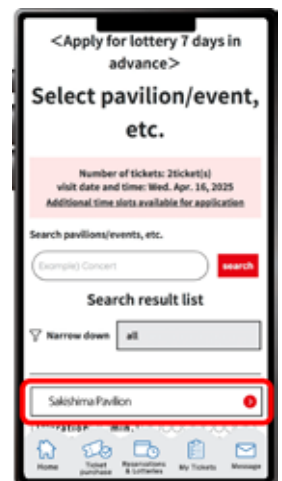 <Apply for lottery 7 days in
advance>
Select pavilion/event,
etc.
Number of tickets: 2ticket(s)
visit date and time: Wed. Apr. 16, 2025
Additional time slots available for application
Search pavilions/events, etc.
Example) Concert
search
Search result list
Narrow down
all
Sakishima Pavilion
min.
Home
Ticket
purchase
Reservations
& Lotteries
My Tickets
Message